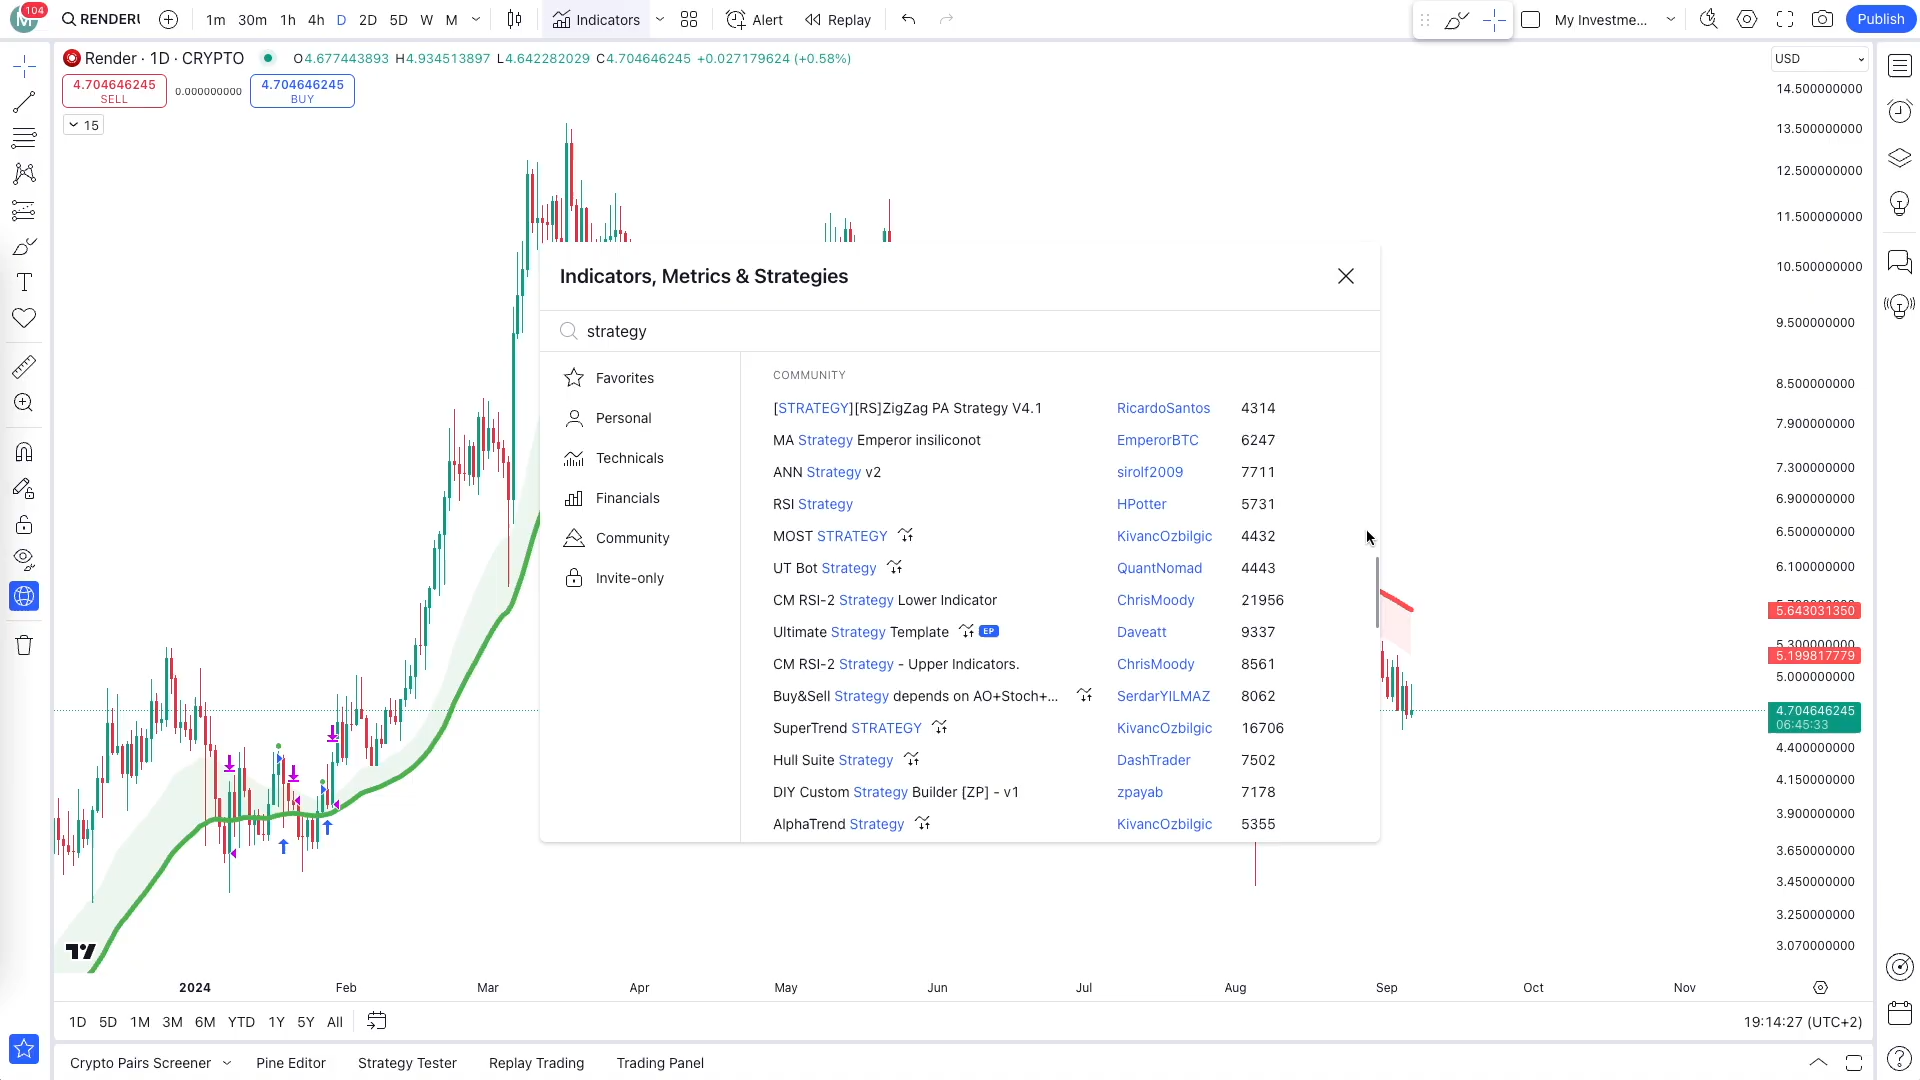 104
RENDERU
1m 30m 1h 4h D 2D 5D W M
Indicators
Alert
Replay
My Investme...
Publish
Render · 1D · CRYPTO
O4.677443893 H4.934513897 L4.642282029 C4.704646245 +0.027179624 (+0.58%)
4.704646245
SELL
0.000000000
4.704646245
BUY
15
USD
14.500000000
13.500000000
12.500000000
11.500000000
10.500000000
9.500000000
8.500000000
7.900000000
7.300000000
6.900000000
6.500000000
6.100000000
5.643031350
5.300000000
5.199817779
5.000000000
4.704646245
06:45:33
4.400000000
4.150000000
3.900000000
3.650000000
3.450000000
3.250000000
3.070000000
Indicators, Metrics & Strategies
strategy
Favorites
Personal
Technicals
Financials
Community
Invite-only
COMMUNITY
[STRATEGY][RS]ZigZag PA Strategy V4.1 RicardoSantos 4314
MA Strategy Emperor insiliconot EmperorBTC 6247
ANN Strategy v2 sirolf2009 7711
RSI Strategy HPotter 5731
MOST STRATEGY KivancOzbilgic 4432
UT Bot Strategy QuantNomad 4443
CM RSI-2 Strategy Lower Indicator ChrisMoody 21956
Ultimate Strategy Template EP Daveatt 9337
CM RSI-2 Strategy - Upper Indicators. ChrisMoody 8561
Buy&Sell Strategy depends on AO+Stoch+... SerdarYILMAZ 8062
SuperTrend STRATEGY KivancOzbilgic 16706
Hull Suite Strategy DashTrader 7502
DIY Custom Strategy Builder [ZP] - v1 zpayab 7178
AlphaTrend Strategy KivancOzbilgic 5355
2024 Feb Mar Apr May Jun Jul Aug Sep Oct Nov
1D 5D 1M 3M 6M YTD 1Y 5Y All
19:14:27 (UTC+2)
Crypto Pairs Screener Pine Editor Strategy Tester Replay Trading Trading Panel